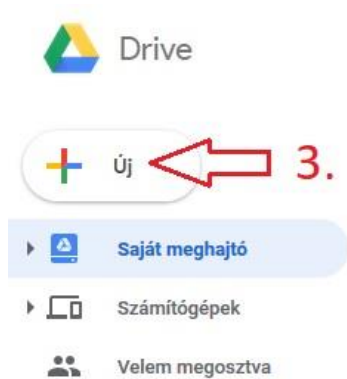 Drive
Új 3.
Saját meghajtó
Számítógépek
Velem megosztva